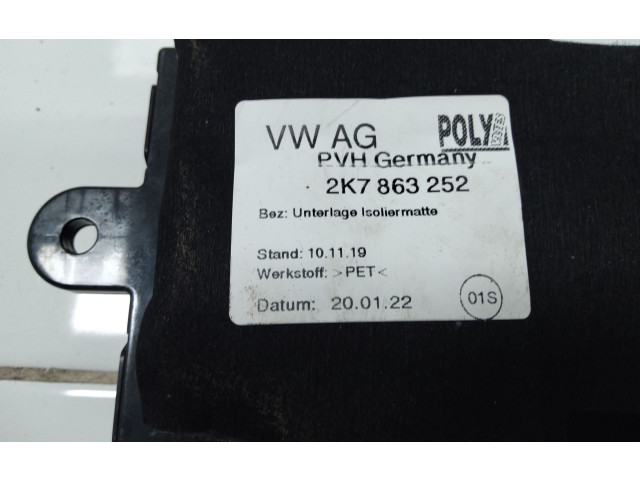 VW AG
POLY
PVH Germany
2K7 863 252
Bez: Unterlage Isoliermatte
Stand: 10.11.19
Werkstoff: >PET<
Datum: 20.01.22
01S